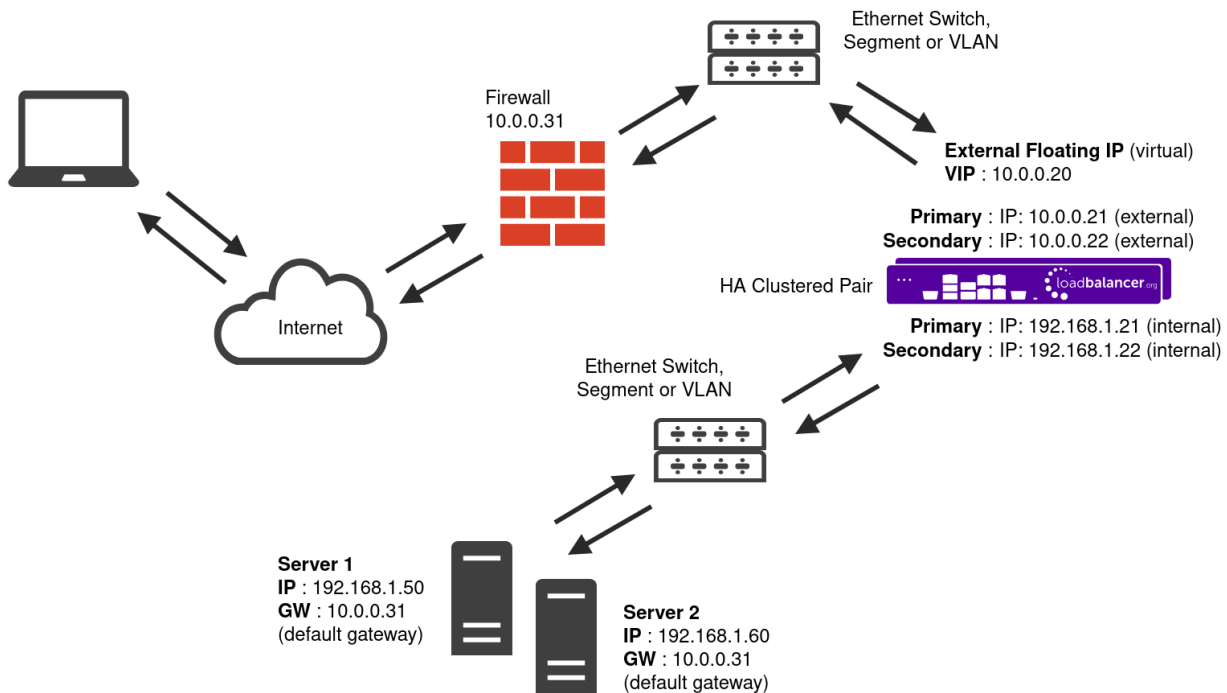 Ethernet Switch,
Segment or VLAN
Firewall
10.0.0.31
External Floating IP (virtual)
VIP : 10.0.0.20
Primary : IP: 10.0.0.21 (external)
Secondary : IP: 10.0.0.22 (external)
HA Clustered Pair
loadbalancer.org
Primary : IP: 192.168.1.21 (internal)
Secondary : IP: 192.168.1.22 (internal)
Internet
Ethernet Switch,
Segment or VLAN
Server 1
IP : 192.168.1.50
GW : 10.0.0.31
(default gateway)
Server 2
IP : 192.168.1.60
GW : 10.0.0.31
(default gateway)